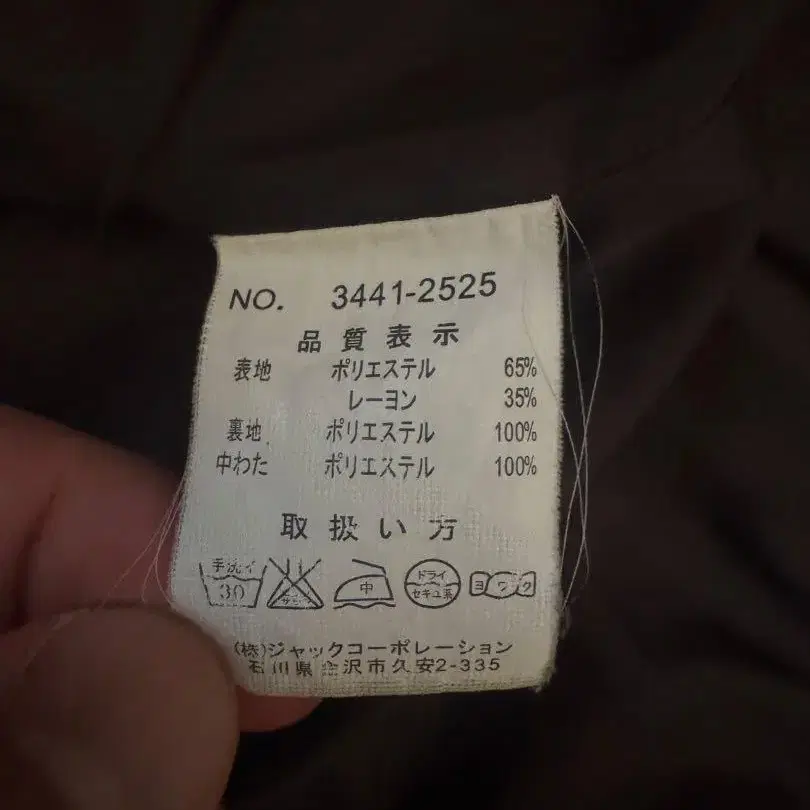 NO. 3441-2525
品質表示
表地 ポリエステル 65%
レーヨン 35%
裏地 ポリエステル 100%
中わた ポリエステル 100%
取扱い方
手洗イ 30 中 ドライ セキユ系 ヨワク
(株)ジャックコーポレーション
石川県金沢市久安2-335